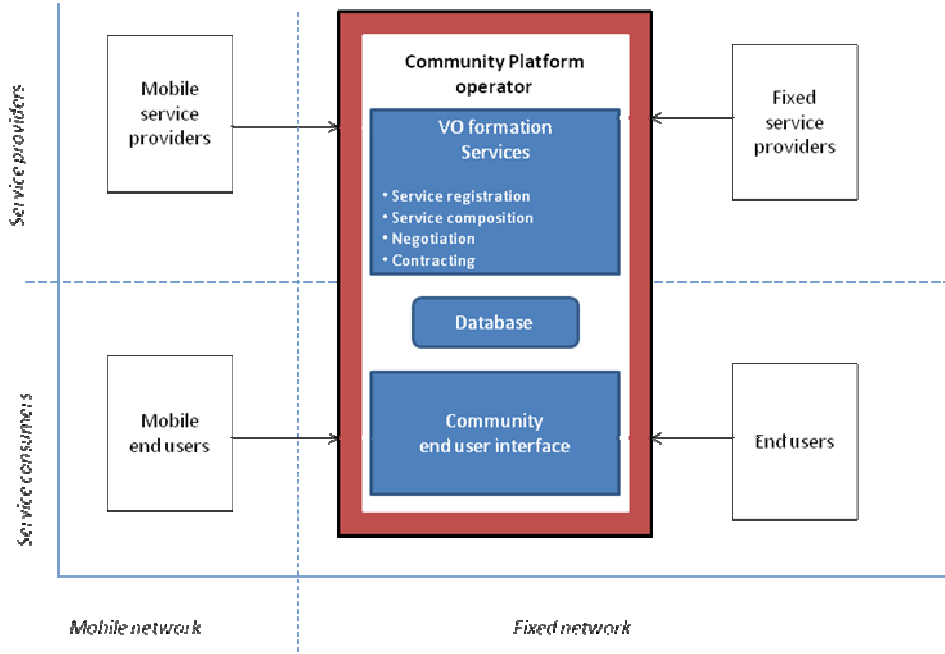 Service providers
Mobile
service
providers
Community Platform
operator
VO formation
Services
• Service registration
• Service composition
• Negotiation
• Contracting
Fixed
service
providers
Database
Service consumers
Mobile
end users
Community
end user interface
End users
Mobile network
Fixed network